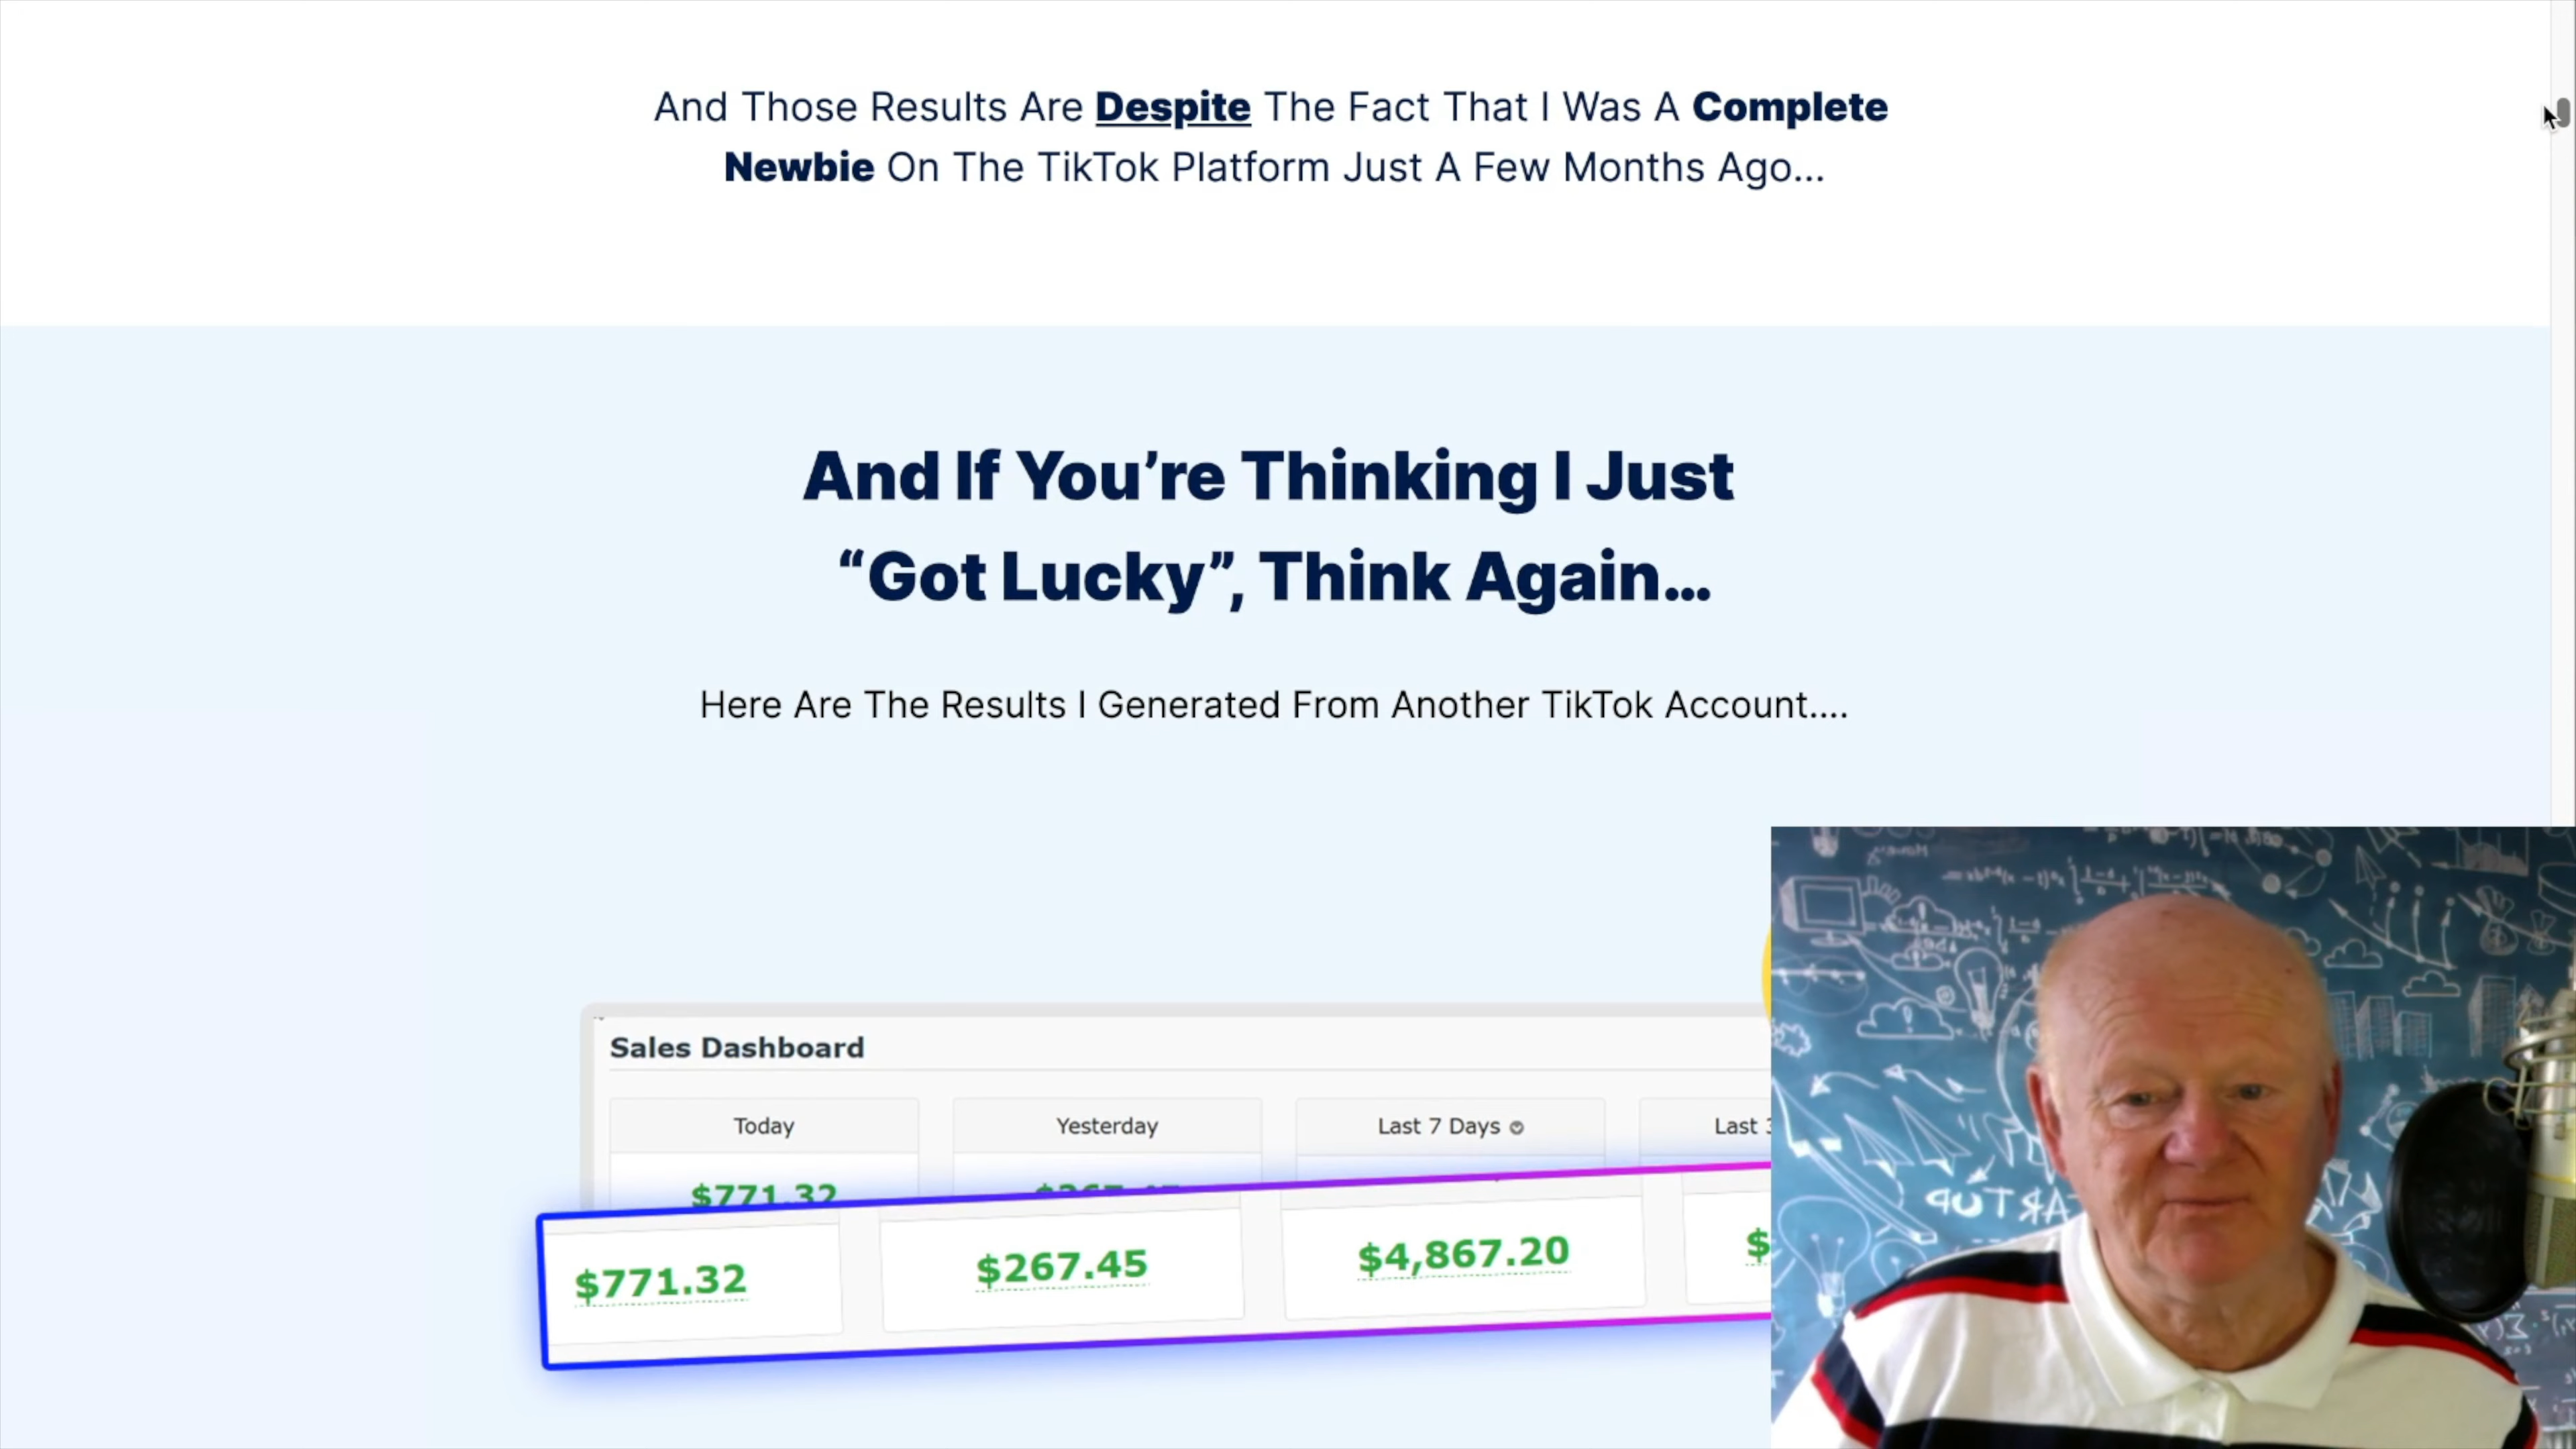 And Those Results Are Despite The Fact That I Was A Complete
Newbie On The TikTok Platform Just A Few Months Ago...
And If You’re Thinking I Just
“Got Lucky”, Think Again...
Here Are The Results I Generated From Another TikTok Account....
Sales Dashboard
Today Yesterday Last 7 Days Last
$771.32
$771.32 $267.45 $4,867.20 $